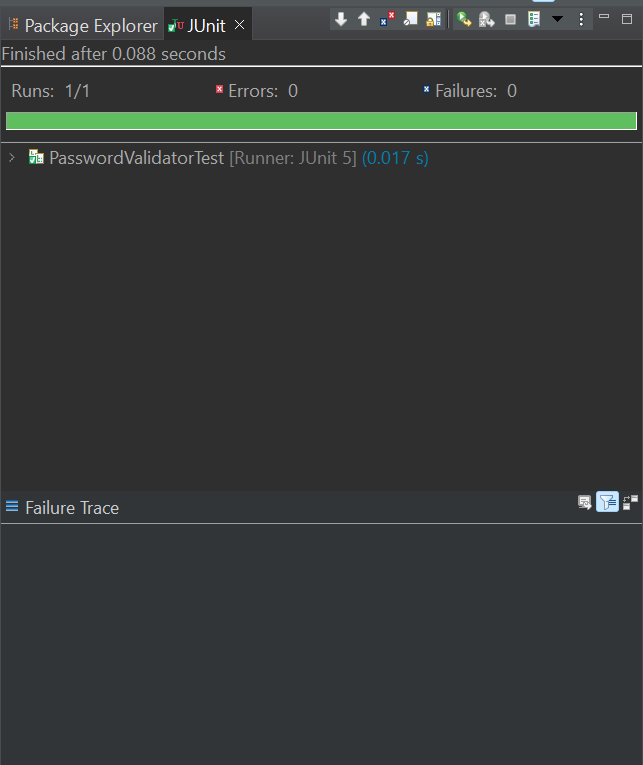 Package Explorer JUnit
Finished after 0.088 seconds
Runs: 1/1 Errors: 0 Failures: 0
PasswordValidatorTest [Runner: JUnit 5] (0.017 s)
Failure Trace